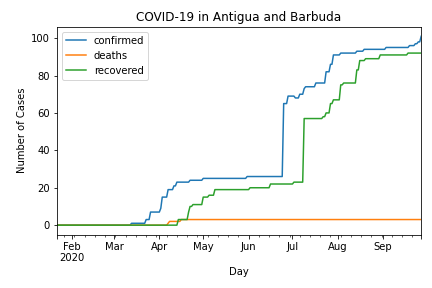 COVID-19 in Antigua and Barbuda
confirmed
deaths
recovered
Number of Cases
100
80
60
40
20
0
Feb
2020
Mar
Apr
May
Jun
Jul
Aug
Sep
Day